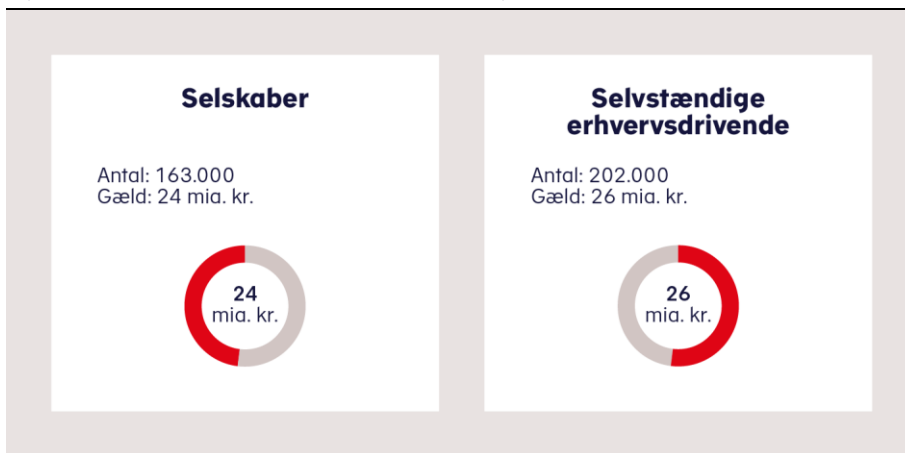 Selskaber
Antal: 163.000
Gæld: 24 mia. kr.
24
mia. kr.
Selvstændige
erhvervsdrivende
Antal: 202.000
Gæld: 26 mia. kr.
26
mia. kr.